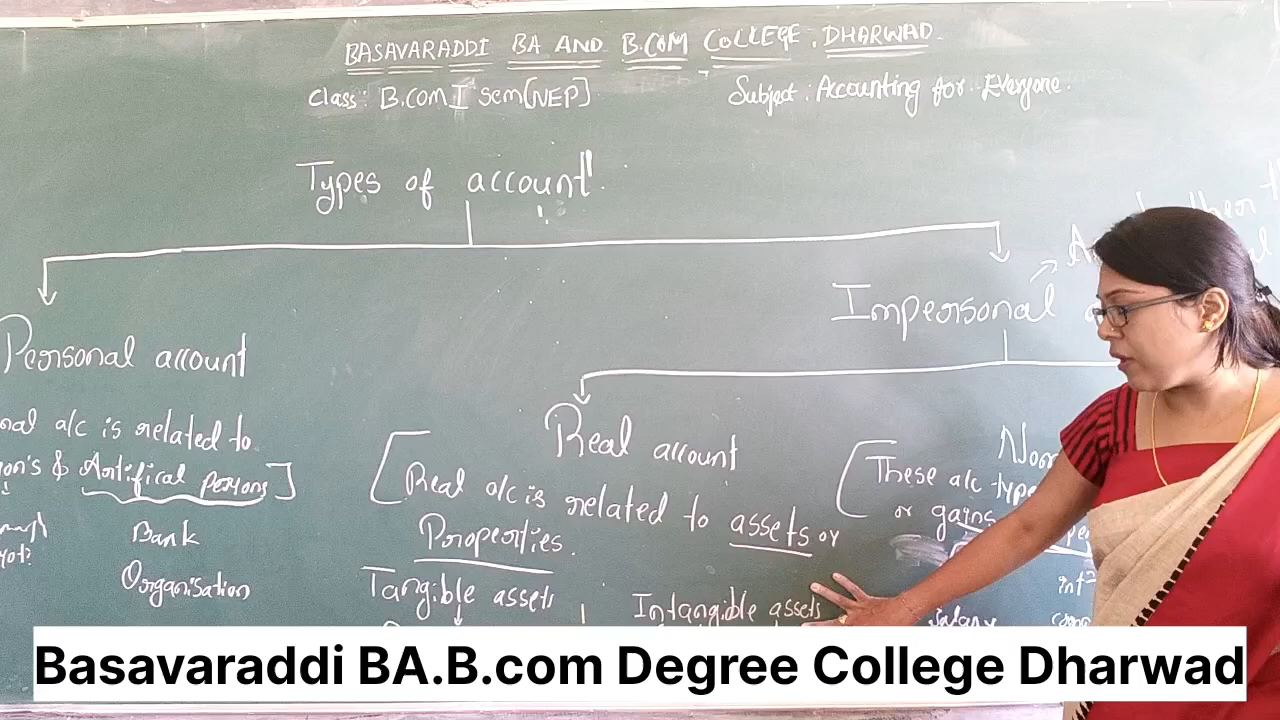 BASAVARADDI BA AND B.COM COLLEGE. DHARWAD.
Class: B.com I sem[NEP]
Subject: Accounting for Everyone.
Types of account
Impersonal
Personal account
Real account
a/c is related to
& Artifical persons]
[Real a/c is related to assets or
Properties.
[These a/c
or gains
Bank
Organisation
Tangible assets
Intangible assets
Salary
Basavaraddi BA.B.com Degree College Dharwad